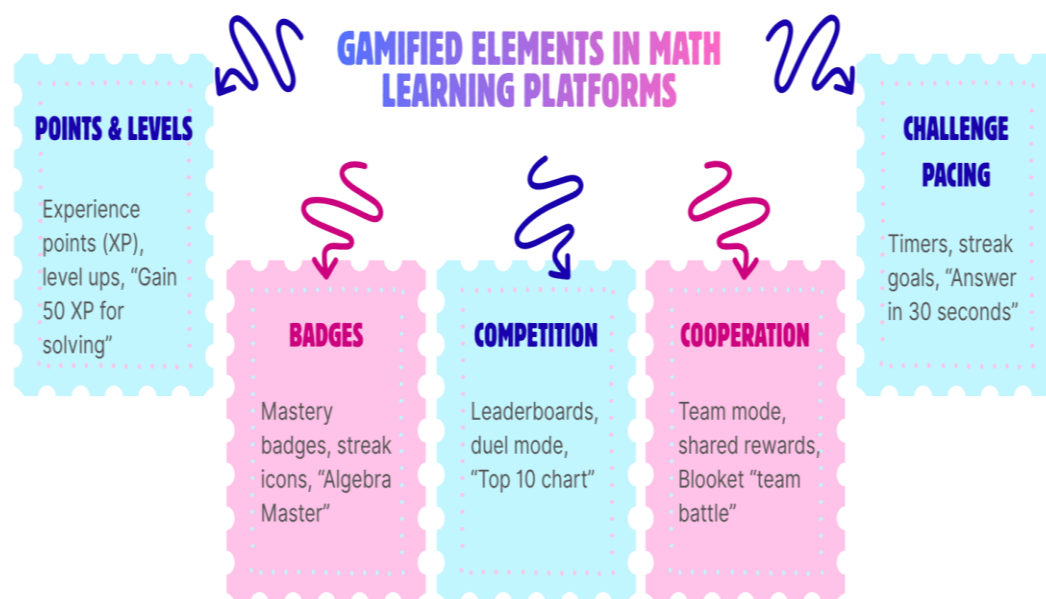 GAMIFIED ELEMENTS IN MATH
LEARNING PLATFORMS
POINTS & LEVELS
Experience
points (XP),
level ups, “Gain
50 XP for
solving”
BADGES
Mastery
badges, streak
icons, “Algebra
Master”
COMPETITION
Leaderboards,
duel mode,
“Top 10 chart”
COOPERATION
Team mode,
shared rewards,
Blooket “team
battle”
CHALLENGE
PACING
Timers, streak
goals, “Answer
in 30 seconds”